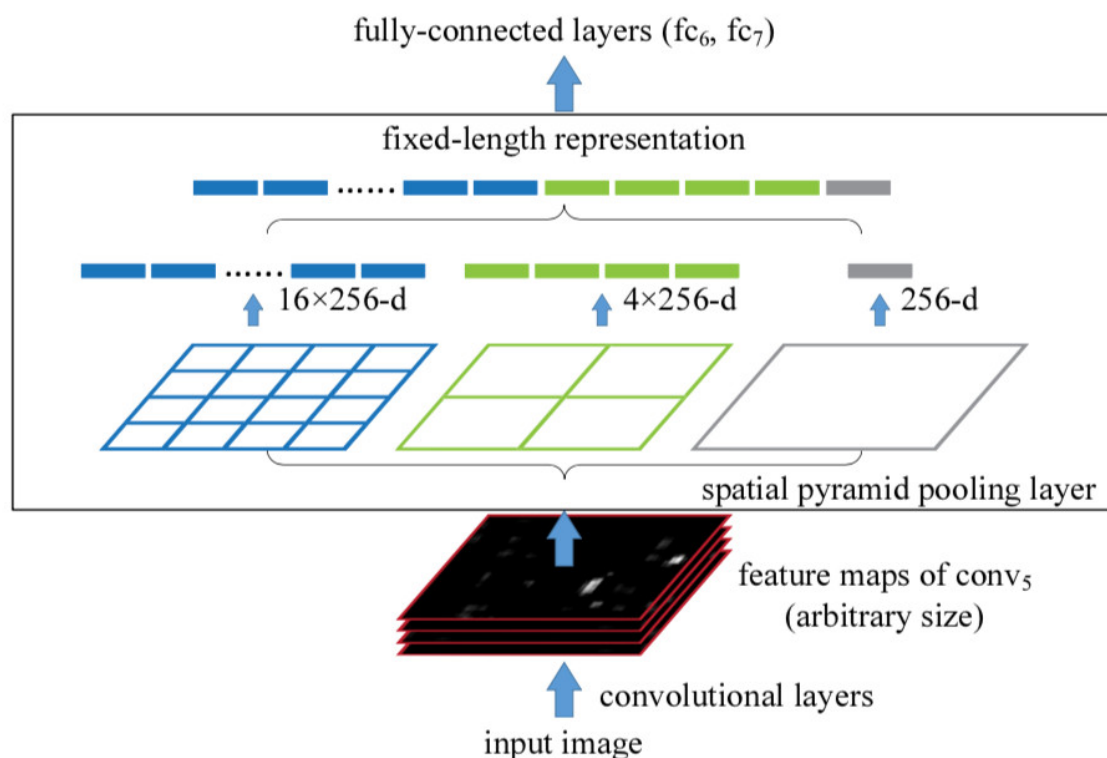 fully-connected layers (fc₆, fc₇)
fixed-length representation
......
......
16×256-d
4×256-d
256-d
spatial pyramid pooling layer
feature maps of conv₅
(arbitrary size)
convolutional layers
input image